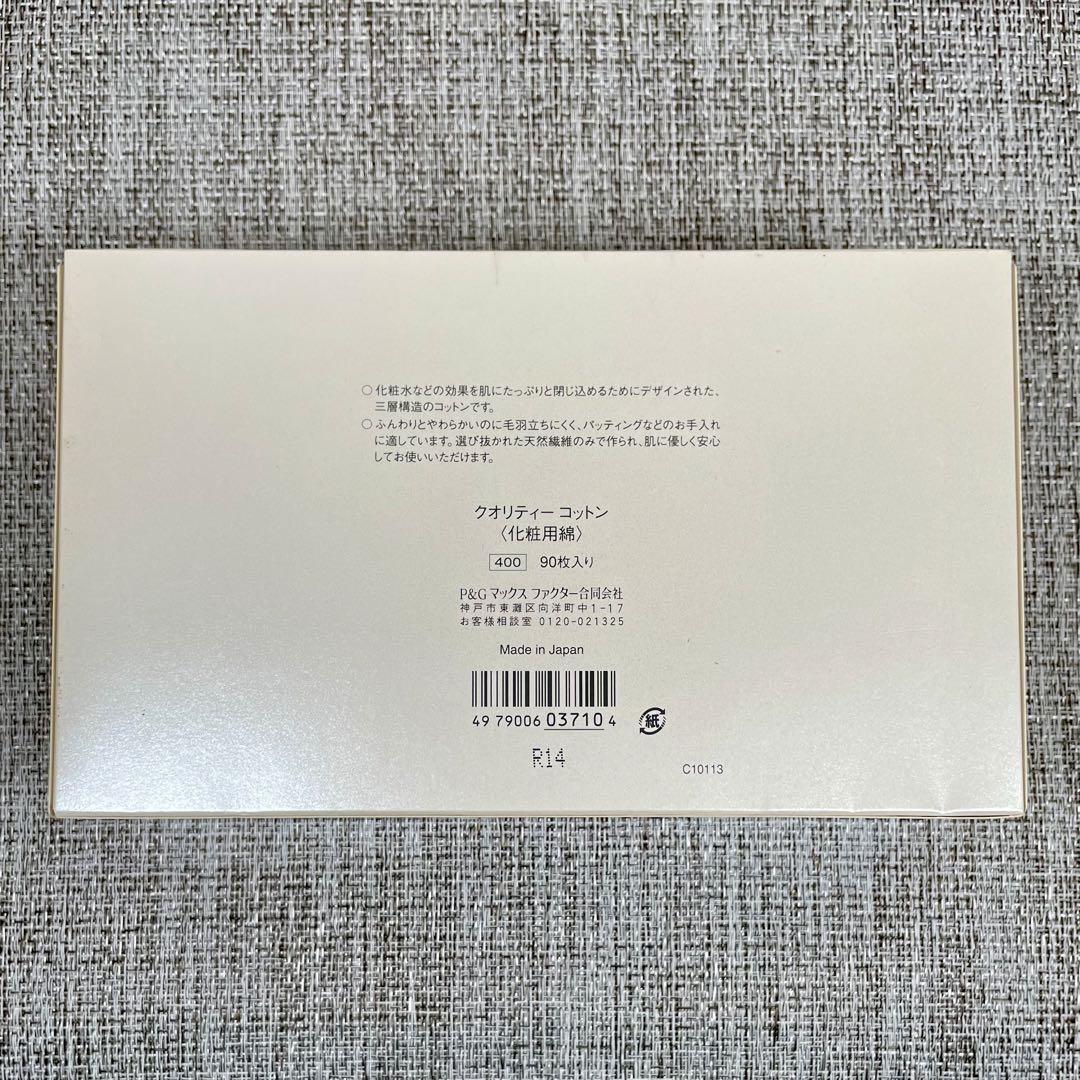 ○ 化粧水などの効果を肌にたっぷりと閉じ込めるためにデザインされた、
三層構造のコットンです。
○ ふんわりとやわらかいのに毛羽立ちにくく、パッティングなどのお手入れ
に適しています。選び抜かれた天然繊維のみで作られ、肌に優しく安心
してお使いいただけます。
クオリティー コットン
〈化粧用綿〉
400 90枚入り
P&G マックス ファクター合同会社
神戸市東灘区向洋町中1-17
お客様相談室 0120-021325
Made in Japan
4979006037104
紙
R14
C10113